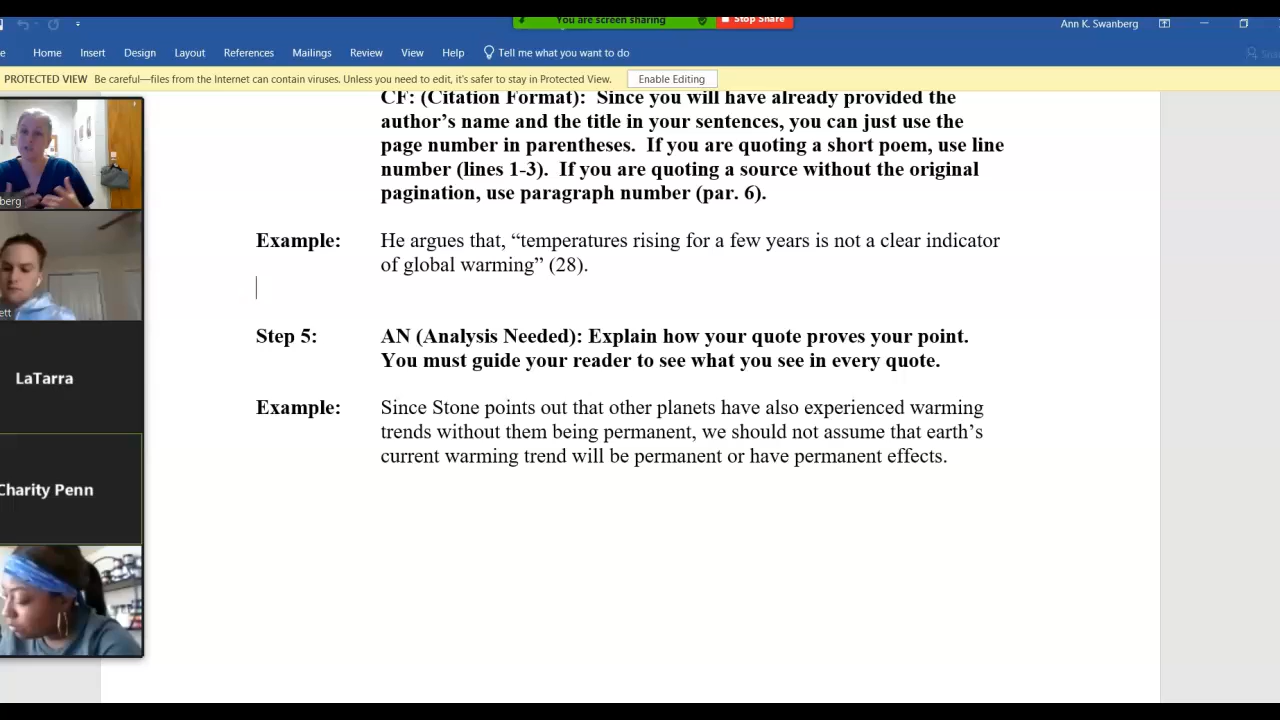 You are screen sharing Stop Share
Ann K. Swanberg
Home Insert Design Layout References Mailings Review View Help Tell me what you want to do
PROTECTED VIEW Be careful—files from the Internet can contain viruses. Unless you need to edit, it's safer to stay in Protected View. Enable Editing
CF: (Citation Format): Since you will have already provided the
author’s name and the title in your sentences, you can just use the
page number in parentheses. If you are quoting a short poem, use line
number (lines 1-3). If you are quoting a source without the original
pagination, use paragraph number (par. 6).
berg
Example: He argues that, “temperatures rising for a few years is not a clear indicator
of global warming” (28).
ett
Step 5: AN (Analysis Needed): Explain how your quote proves your point.
You must guide your reader to see what you see in every quote.
LaTarra
Example: Since Stone points out that other planets have also experienced warming
trends without them being permanent, we should not assume that earth’s
current warming trend will be permanent or have permanent effects.
Charity Penn